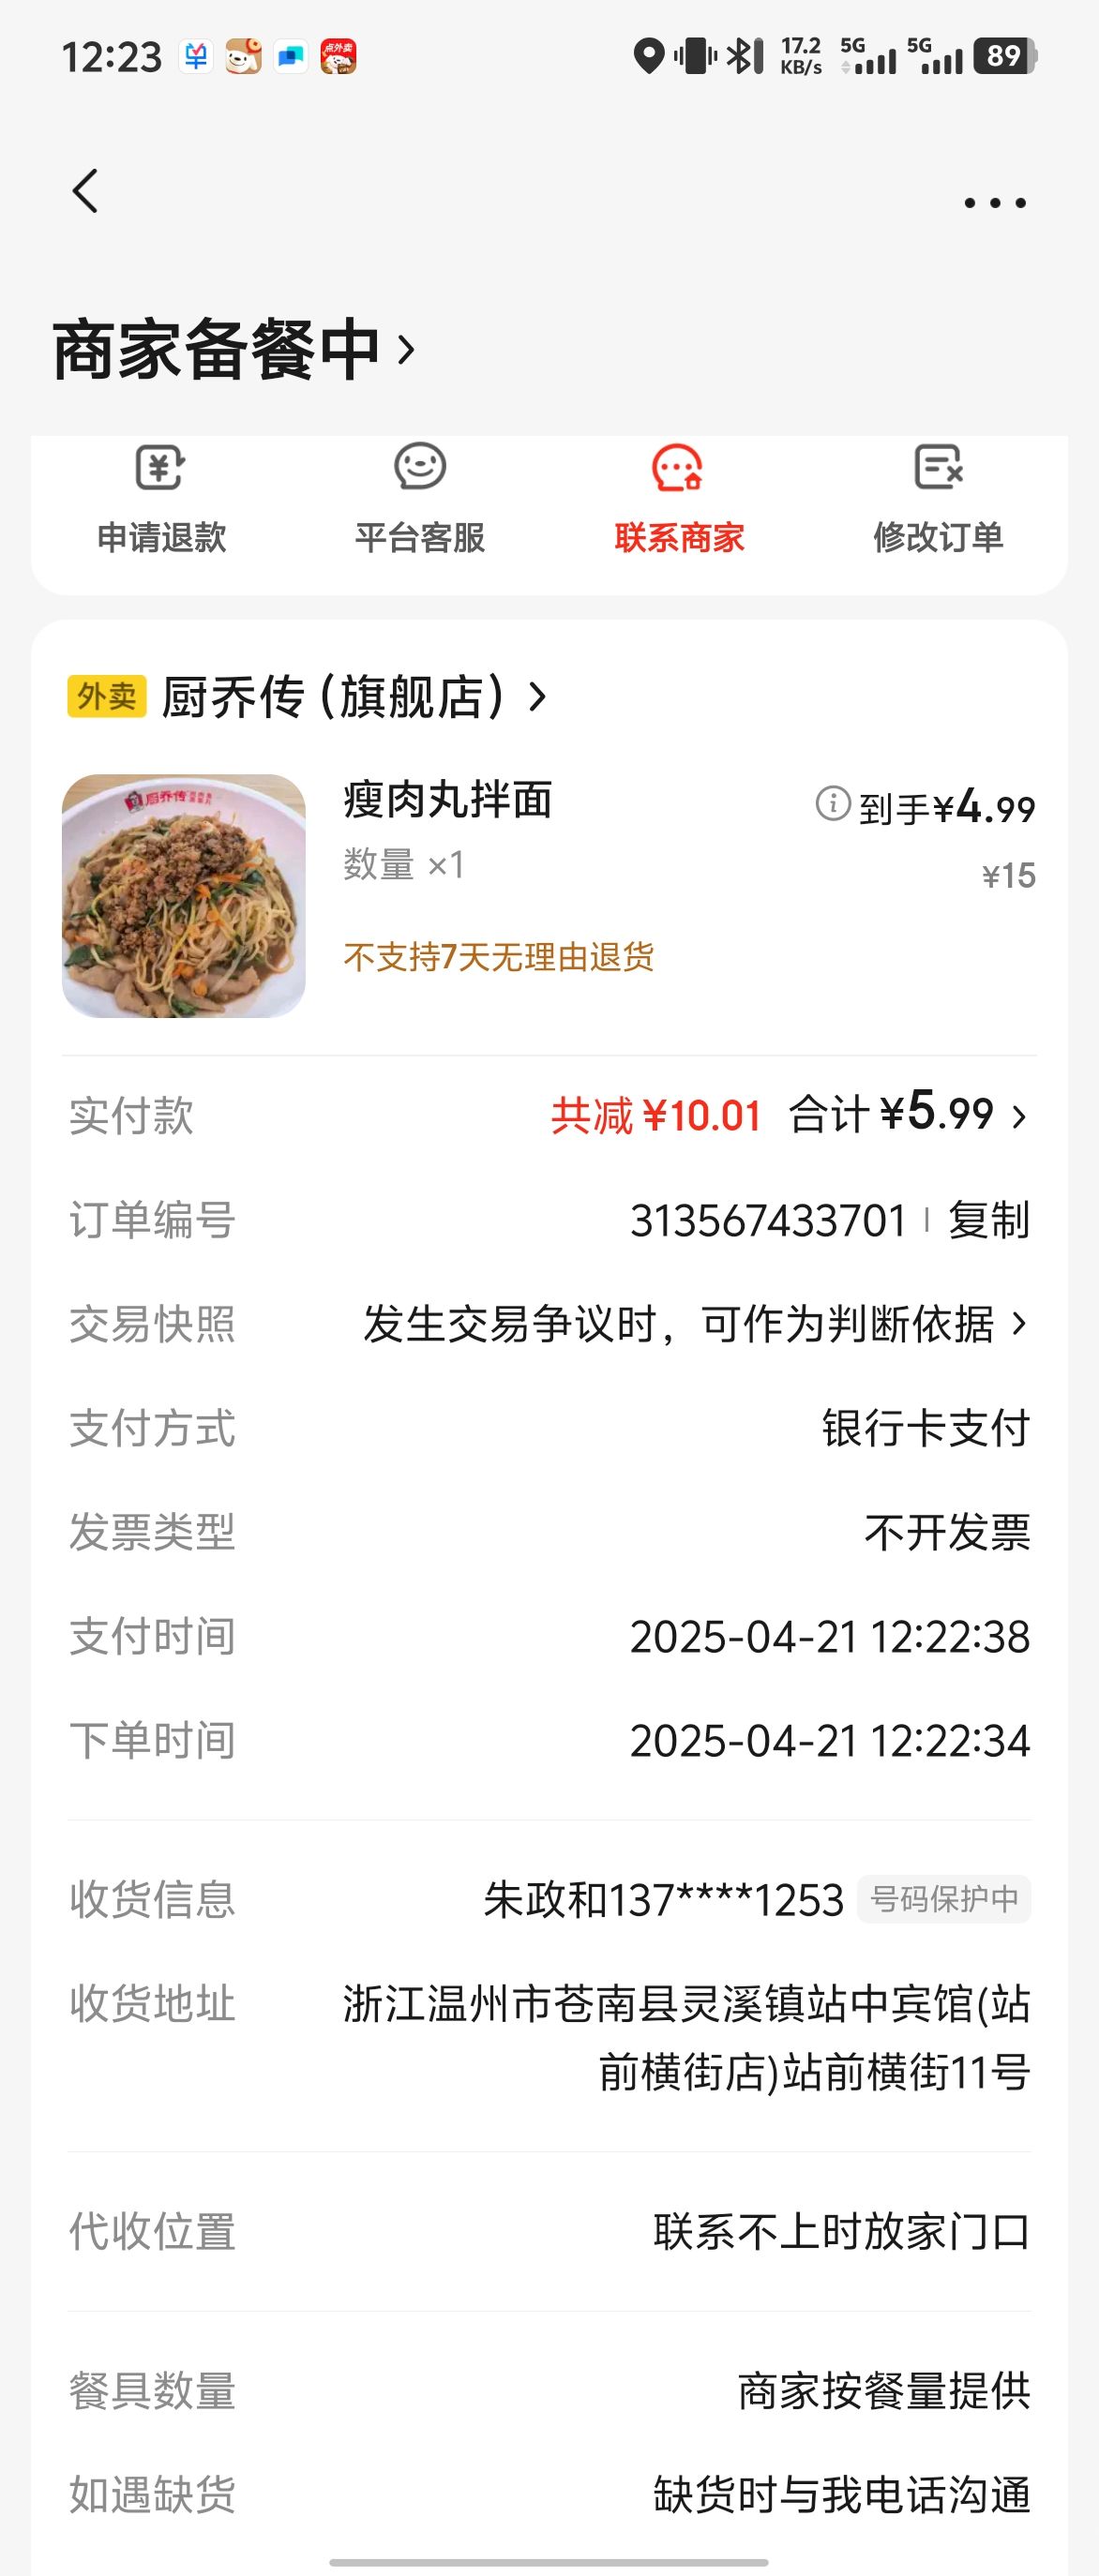 12:23
点外卖
17.2 KB/s 5G 5G 89
商家备餐中
申请退款 平台客服 联系商家 修改订单
外卖 厨乔传(旗舰店)
厨乔传
瘦肉丸拌面 到手¥4.99
数量 ×1 ¥15
不支持7天无理由退货
实付款 共减¥10.01 合计¥5.99
订单编号 313567433701 复制
交易快照 发生交易争议时，可作为判断依据
支付方式 银行卡支付
发票类型 不开发票
支付时间 2025-04-21 12:22:38
下单时间 2025-04-21 12:22:34
收货信息 朱政和137****1253 号码保护中
收货地址 浙江温州市苍南县灵溪镇站中宾馆(站
前横街店)站前横街11号
代收位置 联系不上时放家门口
餐具数量 商家按餐量提供
如遇缺货 缺货时与我电话沟通